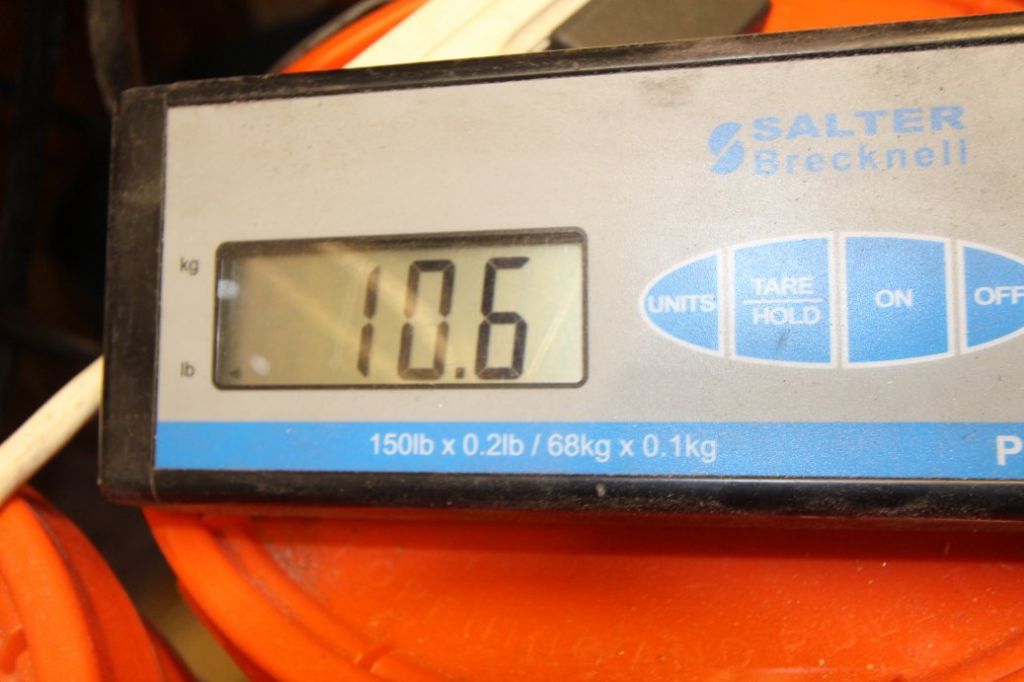 SALTER
Brecknell
kg
10.6
lb
UNITS
TARE
HOLD
ON
OFF
150lb x 0.2lb / 68kg x 0.1kg
P